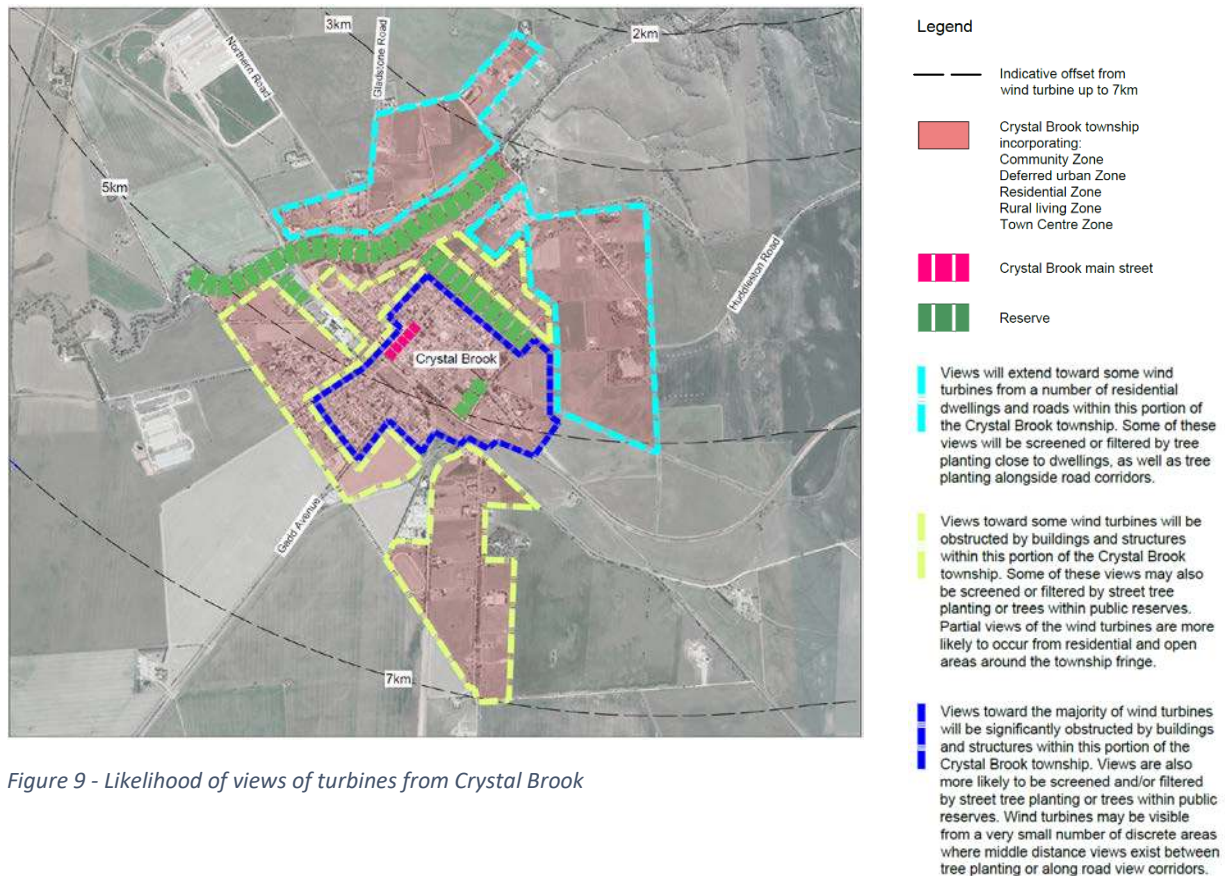 3km
2km
Northern Road
Gladstone Road
5km
Huddleston Road
Crystal Brook
Gadd Avenue
7km
Figure 9 - Likelihood of views of turbines from Crystal Brook
Legend
Indicative offset from
wind turbine up to 7km
Crystal Brook township
incorporating:
Community Zone
Deferred urban Zone
Residential Zone
Rural living Zone
Town Centre Zone
Crystal Brook main street
Reserve
Views will extend toward some wind
turbines from a number of residential
dwellings and roads within this portion of
the Crystal Brook township. Some of these
views will be screened or filtered by tree
planting close to dwellings, as well as tree
planting alongside road corridors.
Views toward some wind turbines will be
obstructed by buildings and structures
within this portion of the Crystal Brook
township. Some of these views may also
be screened or filtered by street tree
planting or trees within public reserves.
Partial views of the wind turbines are more
likely to occur from residential and open
areas around the township fringe.
Views toward the majority of wind turbines
will be significantly obstructed by buildings
and structures within this portion of the
Crystal Brook township. Views are also
more likely to be screened and/or filtered
by street tree planting or trees within public
reserves. Wind turbines may be visible
from a very small number of discrete areas
where middle distance views exist between
tree planting or along road view corridors.